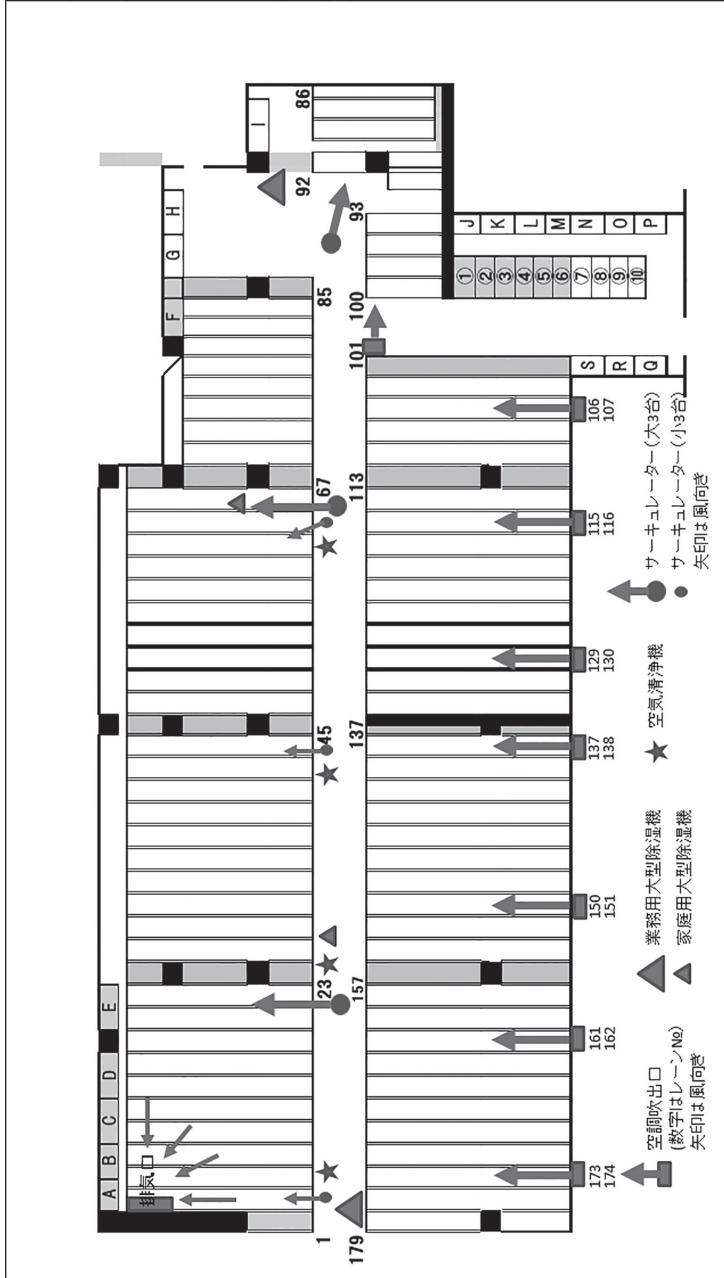 A
B
C
D
E
排気口
F
G
H
I
1
23
45
67
85
92
86
93
179
157
137
113
101
100
J
K
L
M
N
O
P
①
②
③
④
⑤
⑥
⑦
⑧
⑨
⑩
S
R
Q
173
174
161
162
150
151
137
138
129
130
115
116
106
107
空調吹出口
(数字はレーン№)
矢印は風向き
業務用大型除湿機
家庭用大型除湿機
空気清浄機
サーキュレーター(大3台)
サーキュレーター(小3台)
矢印は風向き